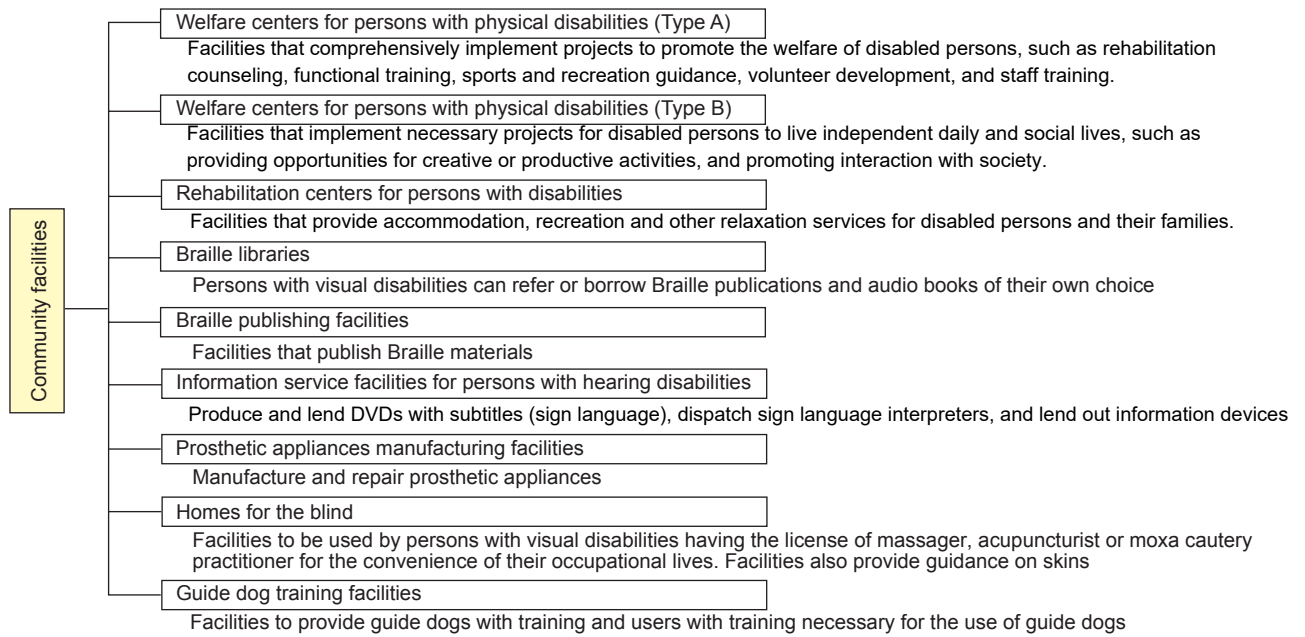 Community facilities
Welfare centers for persons with physical disabilities (Type A)
Facilities that comprehensively implement projects to promote the welfare of disabled persons, such as rehabilitation
counseling, functional training, sports and recreation guidance, volunteer development, and staff training.
Welfare centers for persons with physical disabilities (Type B)
Facilities that implement necessary projects for disabled persons to live independent daily and social lives, such as
providing opportunities for creative or productive activities, and promoting interaction with society.
Rehabilitation centers for persons with disabilities
Facilities that provide accommodation, recreation and other relaxation services for disabled persons and their families.
Braille libraries
Persons with visual disabilities can refer or borrow Braille publications and audio books of their own choice
Braille publishing facilities
Facilities that publish Braille materials
Information service facilities for persons with hearing disabilities
Produce and lend DVDs with subtitles (sign language), dispatch sign language interpreters, and lend out information devices
Prosthetic appliances manufacturing facilities
Manufacture and repair prosthetic appliances
Homes for the blind
Facilities to be used by persons with visual disabilities having the license of massager, acupuncturist or moxa cautery
practitioner for the convenience of their occupational lives. Facilities also provide guidance on skins
Guide dog training facilities
Facilities to provide guide dogs with training and users with training necessary for the use of guide dogs